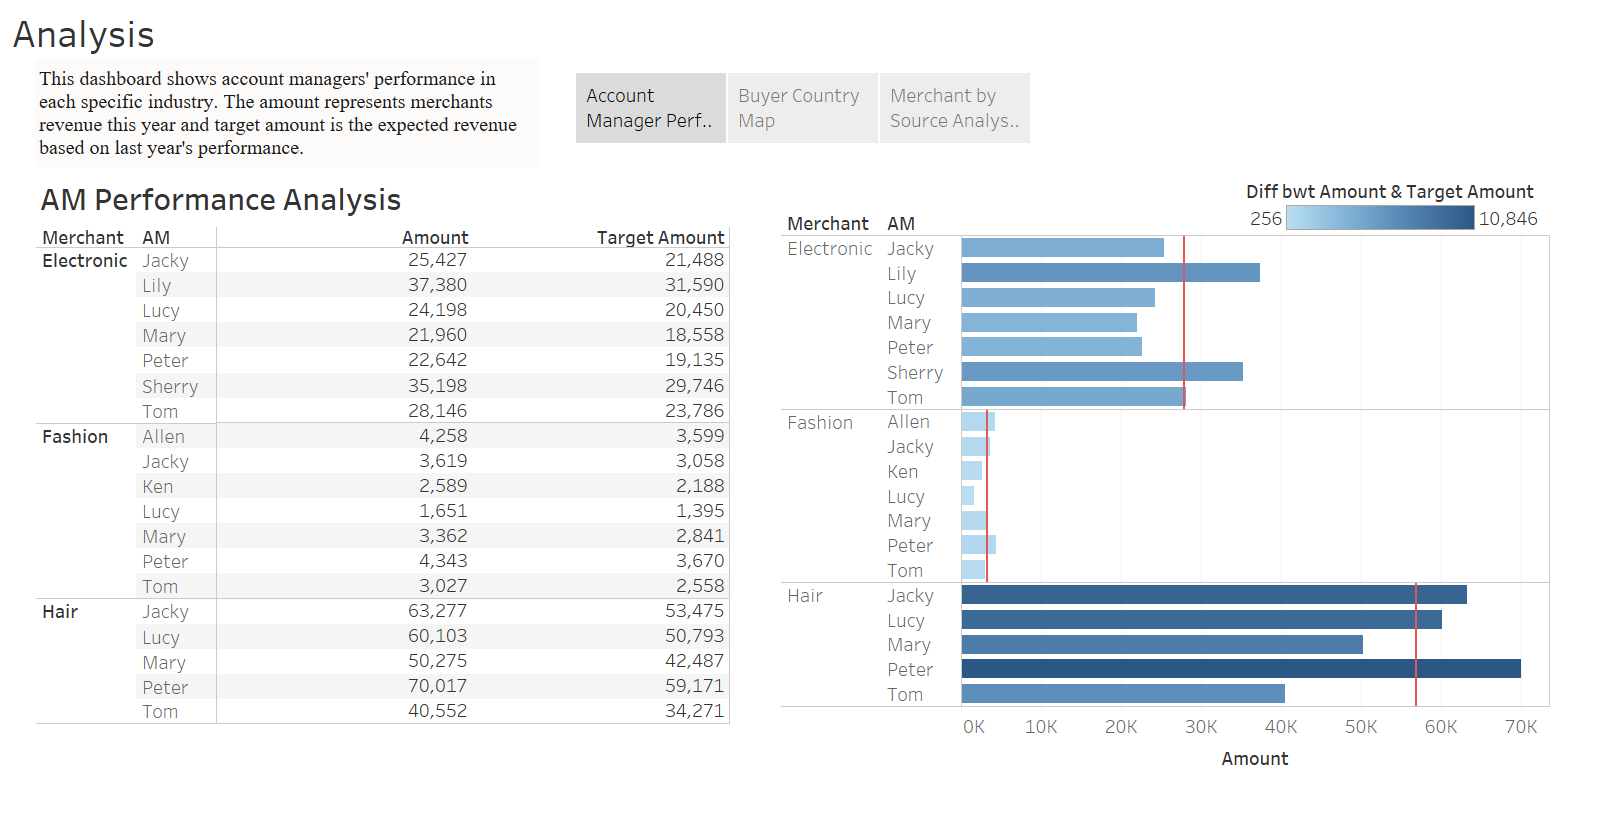 Analysis
This dashboard shows account managers' performance in
each specific industry. The amount represents merchants
revenue this year and target amount is the expected revenue
based on last year's performance.
Account
Manager Perf..
Buyer Country
Map
Merchant by
Source Analys..
AM Performance Analysis
Merchant AM Amount Target Amount
Electronic Jacky 25,427 21,488
Lily 37,380 31,590
Lucy 24,198 20,450
Mary 21,960 18,558
Peter 22,642 19,135
Sherry 35,198 29,746
Tom 28,146 23,786
Fashion Allen 4,258 3,599
Jacky 3,619 3,058
Ken 2,589 2,188
Lucy 1,651 1,395
Mary 3,362 2,841
Peter 4,343 3,670
Tom 3,027 2,558
Hair Jacky 63,277 53,475
Lucy 60,103 50,793
Mary 50,275 42,487
Peter 70,017 59,171
Tom 40,552 34,271
Diff bwt Amount & Target Amount
256 10,846
Merchant AM
Electronic Jacky
Lily
Lucy
Mary
Peter
Sherry
Tom
Fashion Allen
Jacky
Ken
Lucy
Mary
Peter
Tom
Hair Jacky
Lucy
Mary
Peter
Tom
0K 10K 20K 30K 40K 50K 60K 70K
Amount